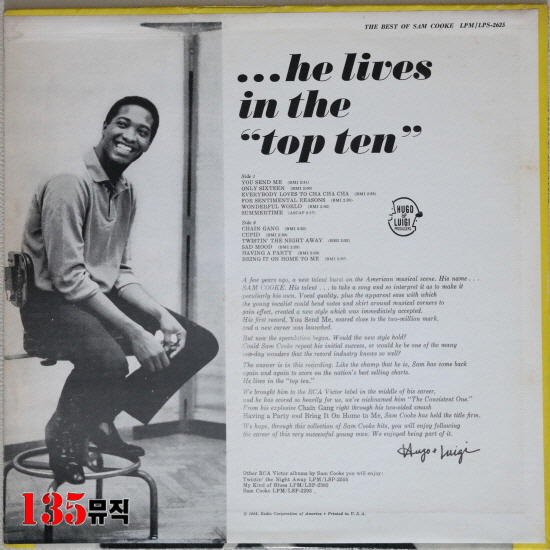 THE BEST OF SAM COOKE LPM/LPS-2625
...he lives
in the
“top ten”
Side 1
YOU SEND ME (BMI 2:41)
ONLY SIXTEEN
EVERYBODY LOVES TO CHA CHA CHA
FOR SENTIMENTAL REASONS
WONDERFUL WORLD
SUMMERTIME
Side 2
CHAIN GANG
CUPID
TWISTIN' THE NIGHT AWAY
SAD MOOD
HAVING A PARTY
BRING IT ON HOME TO ME
HUGO
& LUIGI
PRODUCERS
A few years ago, a new talent burst on the American musical scene. His name . . .
SAM COOKE. His talent . . . to take a song and so interpret it as to make it
peculiarly his own. Vocal quality, plus the apparent ease with which
the young vocalist could bend notes and skirt around musical corners to
gain effect, created a new style which was immediately accepted.
His first record, You Send Me, soared close to the two-million mark.
and a new career was launched.
But now the speculation began. Would the new style hold?
Could Sam Cooke repeat his initial success, or would he be one of the many
one-day wonders that the record industry knows so well?
The answer is in this recording. Like the champ that he is, Sam has come back
again and again to score on the nation's best selling charts.
He lives in the “top ten.”
We brought him to the RCA Victor label in the middle of his career,
and he has scored so heavily for us, we've nicknamed him “The Consistent One.”
From his explosive Chain Gang right through his two-sided smash
Having a Party and Bring It On Home to Me, Sam Cooke has held the title firm.
We hope, through this collection of Sam Cooke hits, you will enjoy following
the career of this very successful young man. We enjoyed being part of it.
Hugo & Luigi
Other RCA Victor albums by Sam Cooke you will enjoy:
Twistin' the Night Away LPM/LSP-2555
My Kind of Blues LPM/LSP-2392
Sam Cooke LPM/LSP-2293
Radio Corporation of America • Printed in U. S. A.
135뮤직